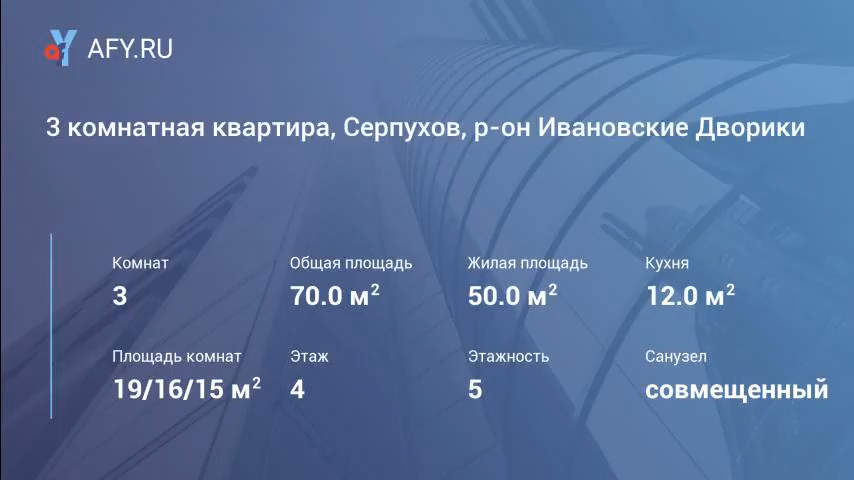 AFY.RU
3 комнатная квартира, Серпухов, р-он Ивановские Дворики
Комнат Общая площадь Жилая площадь Кухня
3 70.0 м² 50.0 м² 12.0 м²
Площадь комнат Этаж Этажность Санузел
19/16/15 м² 4 5 совмещенный